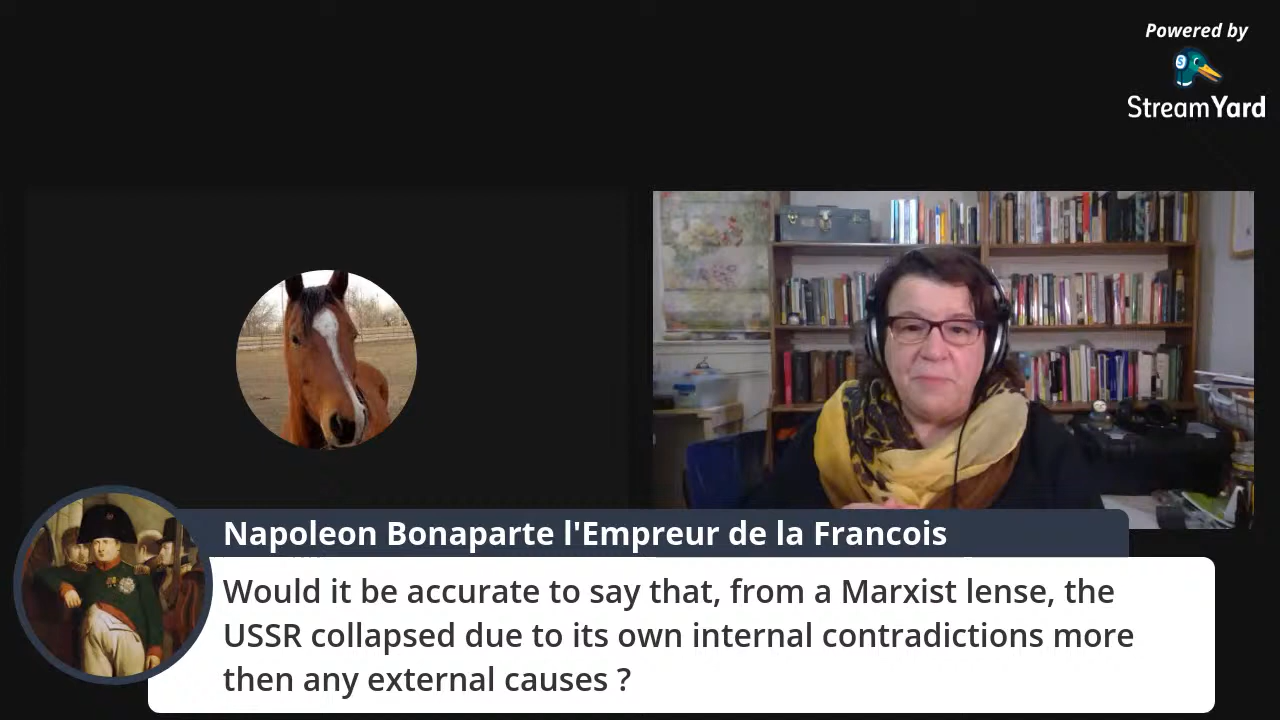 Powered by
StreamYard
Napoleon Bonaparte l'Empreur de la Francois
Would it be accurate to say that, from a Marxist lense, the
USSR collapsed due to its own internal contradictions more
then any external causes ?